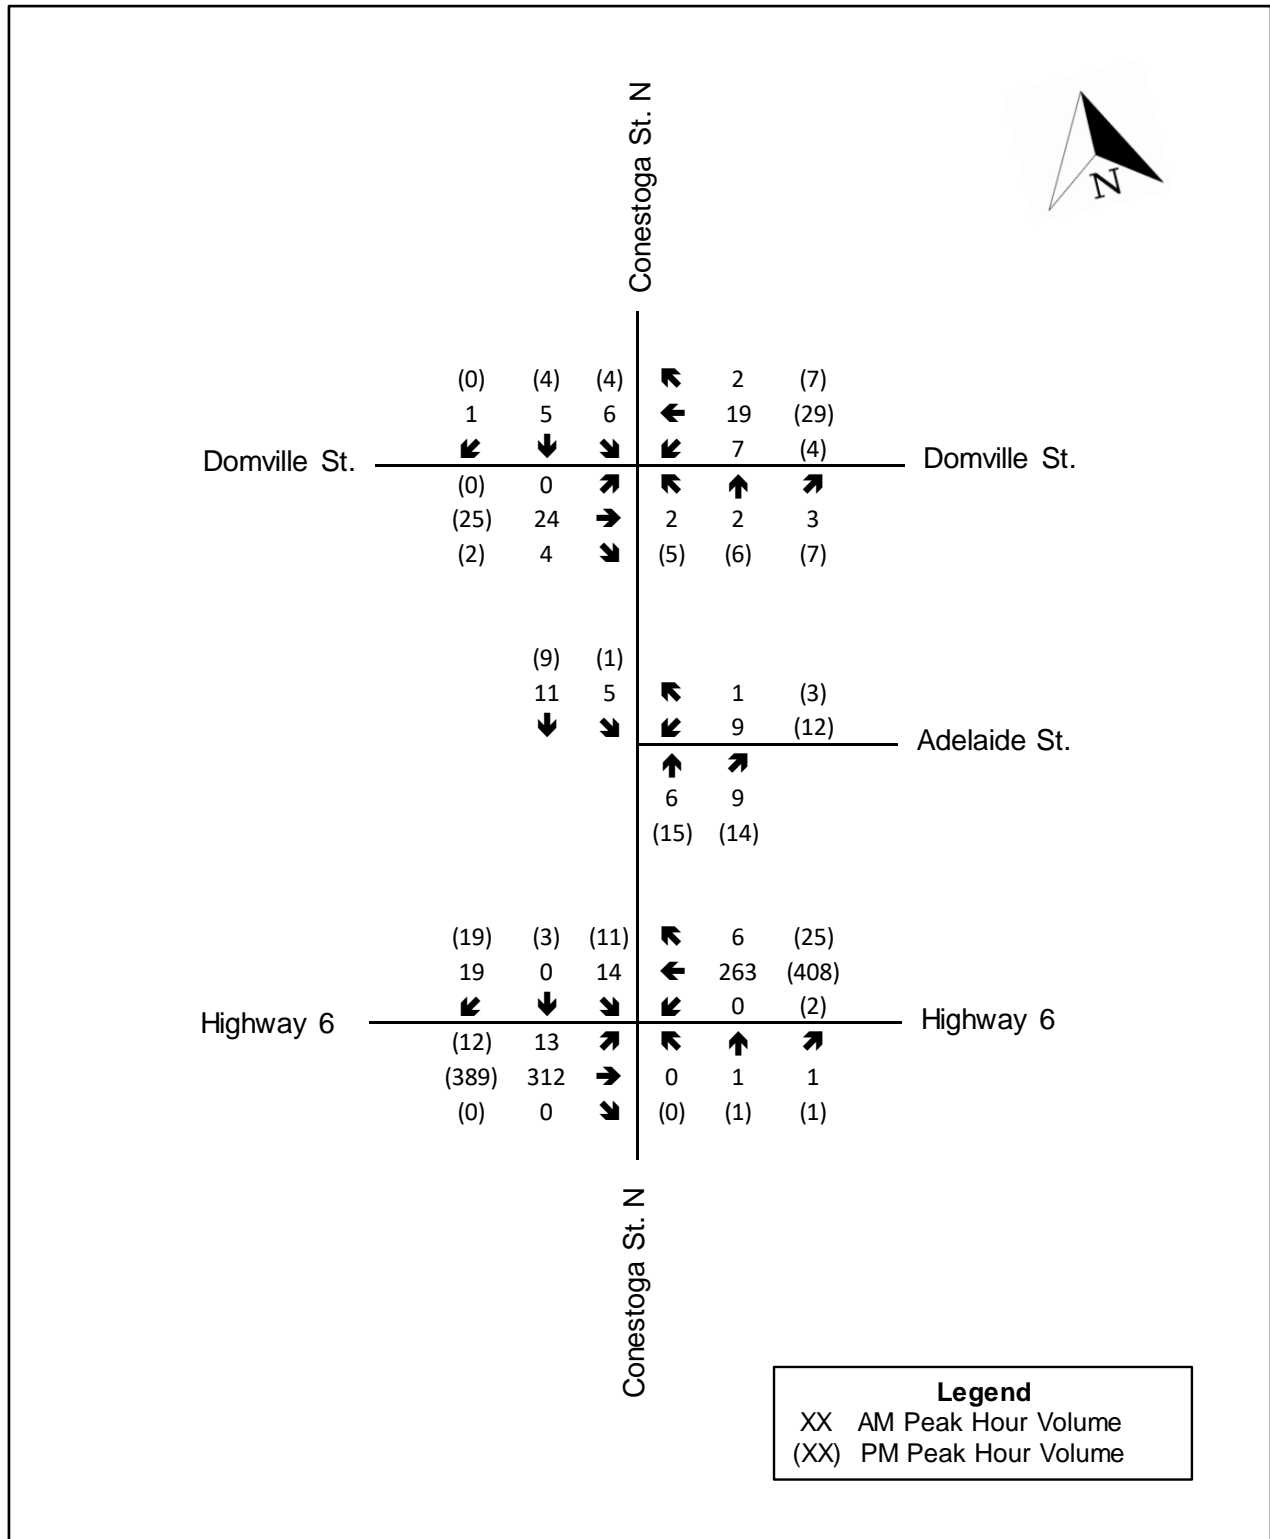 Conestoga St. N
N
(0) (4) (4) 2 (7)
1 5 6 19 (29)
7 (4)
Domville St. Domville St.
(0) 0
(25) 24 2 2 3
(2) 4 (5) (6) (7)
(9) (1)
11 5 1 (3)
9 (12)
Adelaide St.
6 9
(15) (14)
(19) (3) (11) 6 (25)
19 0 14 263 (408)
0 (2)
Highway 6 Highway 6
(12) 13
(389) 312 0 1 1
(0) 0 (0) (1) (1)
Conestoga St. N
Legend
XX AM Peak Hour Volume
(XX) PM Peak Hour Volume